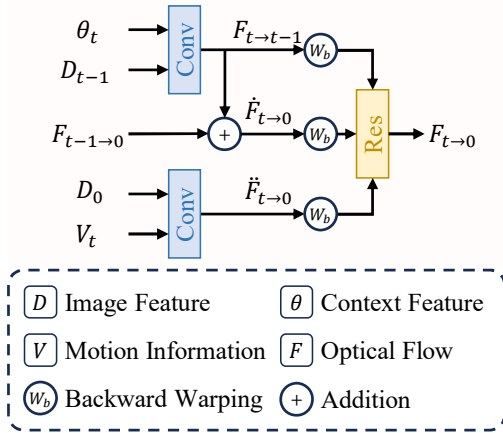 θ_t
D_{t−1}
Conv
F_{t→t−1}
W_b
F_{t−1→0}
+
Ḟ_{t→0}
W_b
Res
F_{t→0}
D_0
V_t
Conv
F̈_{t→0}
W_b
D Image Feature
θ Context Feature
V Motion Information
F Optical Flow
W_b Backward Warping
+ Addition